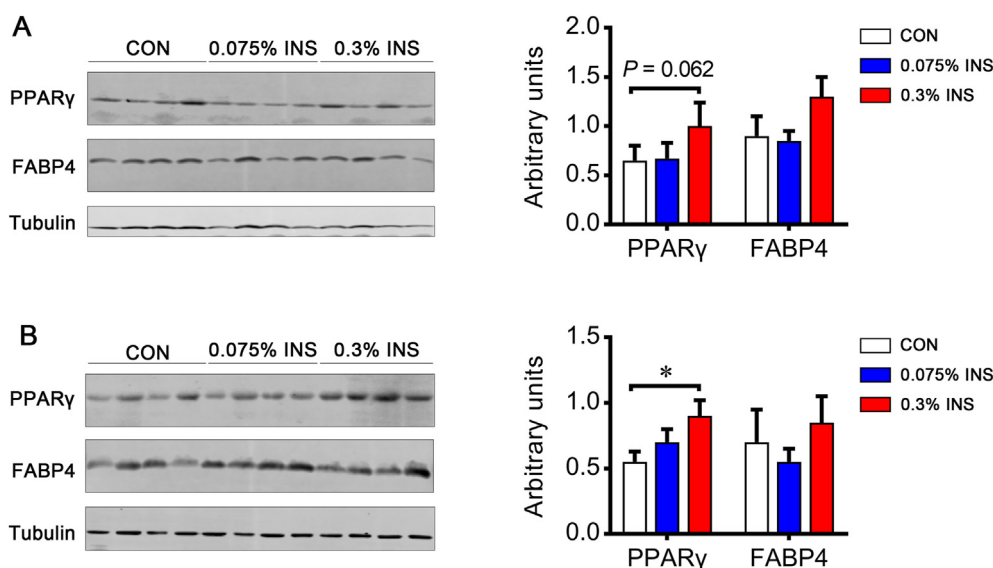 A
CON 0.075% INS 0.3% INS
PPARγ
FABP4
Tubulin
2.0
1.5
1.0
0.5
0.0
Arbitrary units
P = 0.062
PPARγ FABP4
CON
0.075% INS
0.3% INS
B
CON 0.075% INS 0.3% INS
PPARγ
FABP4
Tubulin
1.5
1.0
0.5
0.0
Arbitrary units
*
PPARγ FABP4
CON
0.075% INS
0.3% INS